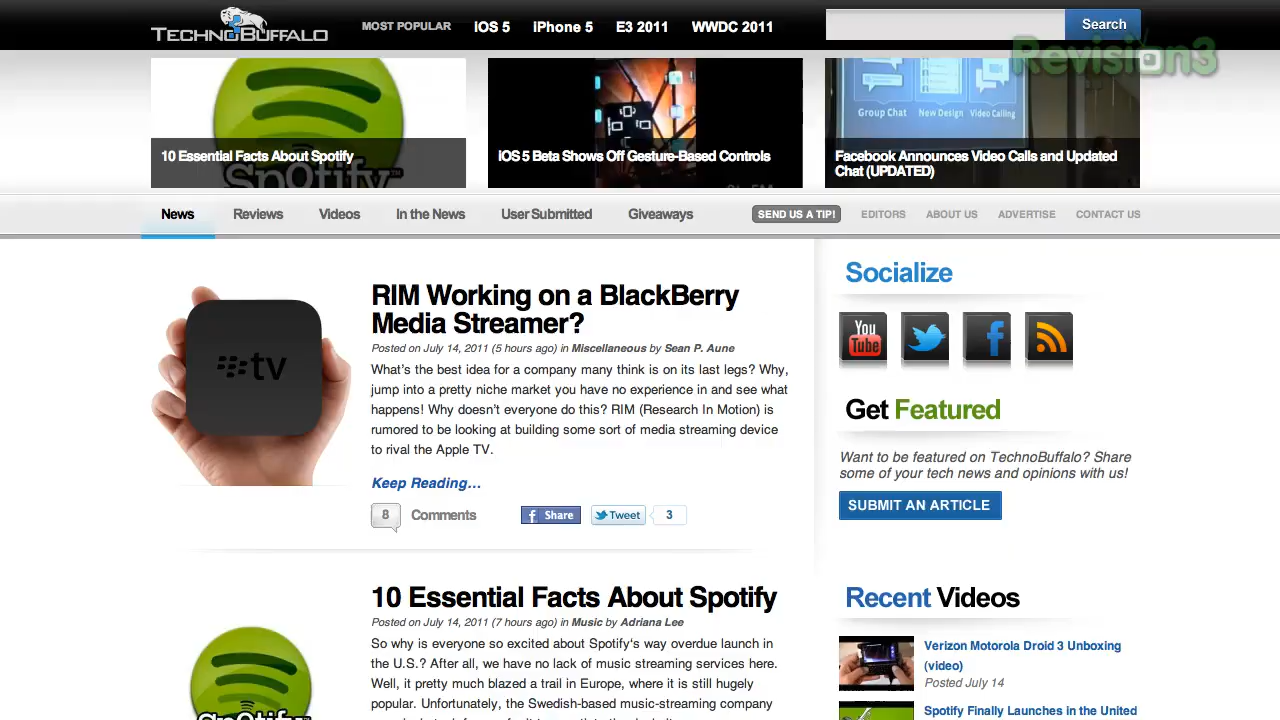 TECHNOBUFFALO
MOST POPULAR
IOS 5
iPhone 5
E3 2011
WWDC 2011
Search
Revision3
10 Essential Facts About Spotify
Spotify
IOS 5 Beta Shows Off Gesture-Based Controls
Group Chat
New Design
Video Calling
Facebook Announces Video Calls and Updated
Chat (UPDATED)
News
Reviews
Videos
In the News
User Submitted
Giveaways
SEND US A TIP!
EDITORS
ABOUT US
ADVERTISE
CONTACT US
tv
RIM Working on a BlackBerry
Media Streamer?
Posted on July 14, 2011 (5 hours ago) in Miscellaneous by Sean P. Aune
What's the best idea for a company many think is on its last legs? Why,
jump into a pretty niche market you have no experience in and see what
happens! Why doesn't everyone do this? RIM (Research In Motion) is
rumored to be looking at building some sort of media streaming device
to rival the Apple TV.
Keep Reading...
8
Comments
Share
Tweet
3
10 Essential Facts About Spotify
Posted on July 14, 2011 (7 hours ago) in Music by Adriana Lee
So why is everyone so excited about Spotify's way overdue launch in
the U.S.? After all, we have no lack of music streaming services here.
Well, it pretty much blazed a trail in Europe, where it is still hugely
popular. Unfortunately, the Swedish-based music-streaming company
Spotify
Socialize
You
Tube
Get Featured
Want to be featured on TechnoBuffalo? Share
some of your tech news and opinions with us!
SUBMIT AN ARTICLE
Recent Videos
Verizon Motorola Droid 3 Unboxing
(video)
Posted July 14
Spotify Finally Launches in the United